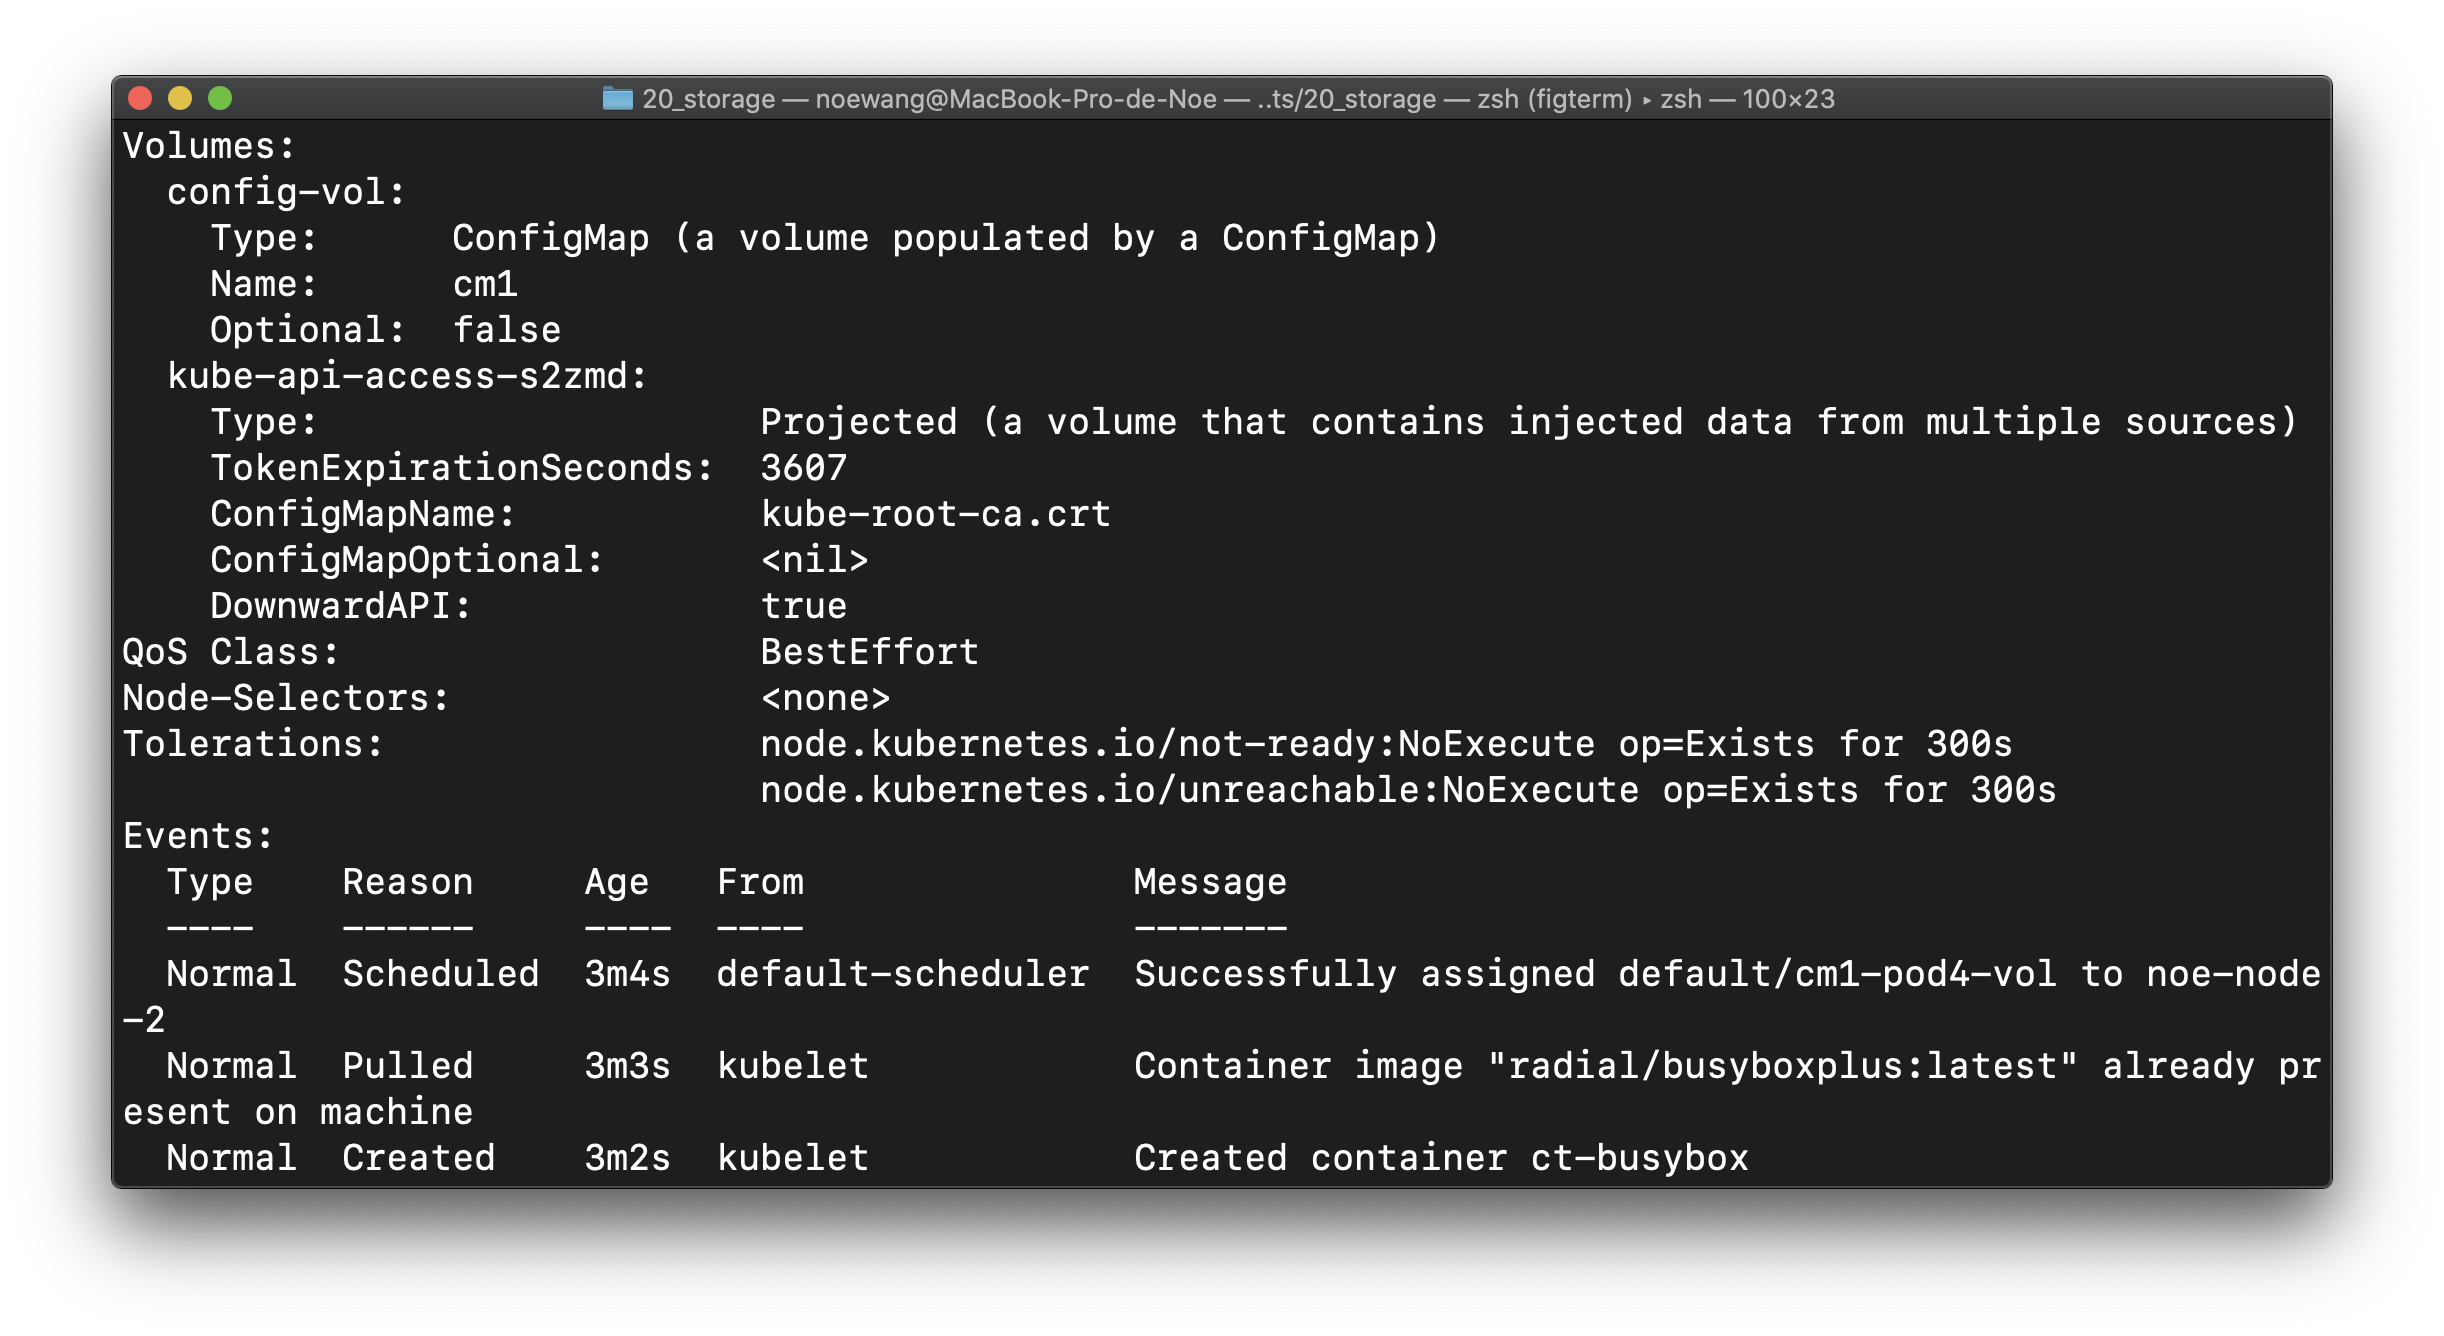 20_storage — noewang@MacBook-Pro-de-Noe — ..ts/20_storage — zsh (figterm) ▸ zsh — 100×23
Volumes:
  config-vol:
    Type:      ConfigMap (a volume populated by a ConfigMap)
    Name:      cm1
    Optional:  false
  kube-api-access-s2zmd:
    Type:                    Projected (a volume that contains injected data from multiple sources)
    TokenExpirationSeconds:  3607
    ConfigMapName:           kube-root-ca.crt
    ConfigMapOptional:       <nil>
    DownwardAPI:             true
QoS Class:                   BestEffort
Node-Selectors:              <none>
Tolerations:                 node.kubernetes.io/not-ready:NoExecute op=Exists for 300s
                             node.kubernetes.io/unreachable:NoExecute op=Exists for 300s
Events:
  Type    Reason     Age   From               Message
  ----    ------     ----  ----               -------
  Normal  Scheduled  3m4s  default-scheduler  Successfully assigned default/cm1-pod4-vol to noe-node
-2
  Normal  Pulled     3m3s  kubelet            Container image "radial/busyboxplus:latest" already pr
esent on machine
  Normal  Created    3m2s  kubelet            Created container ct-busybox